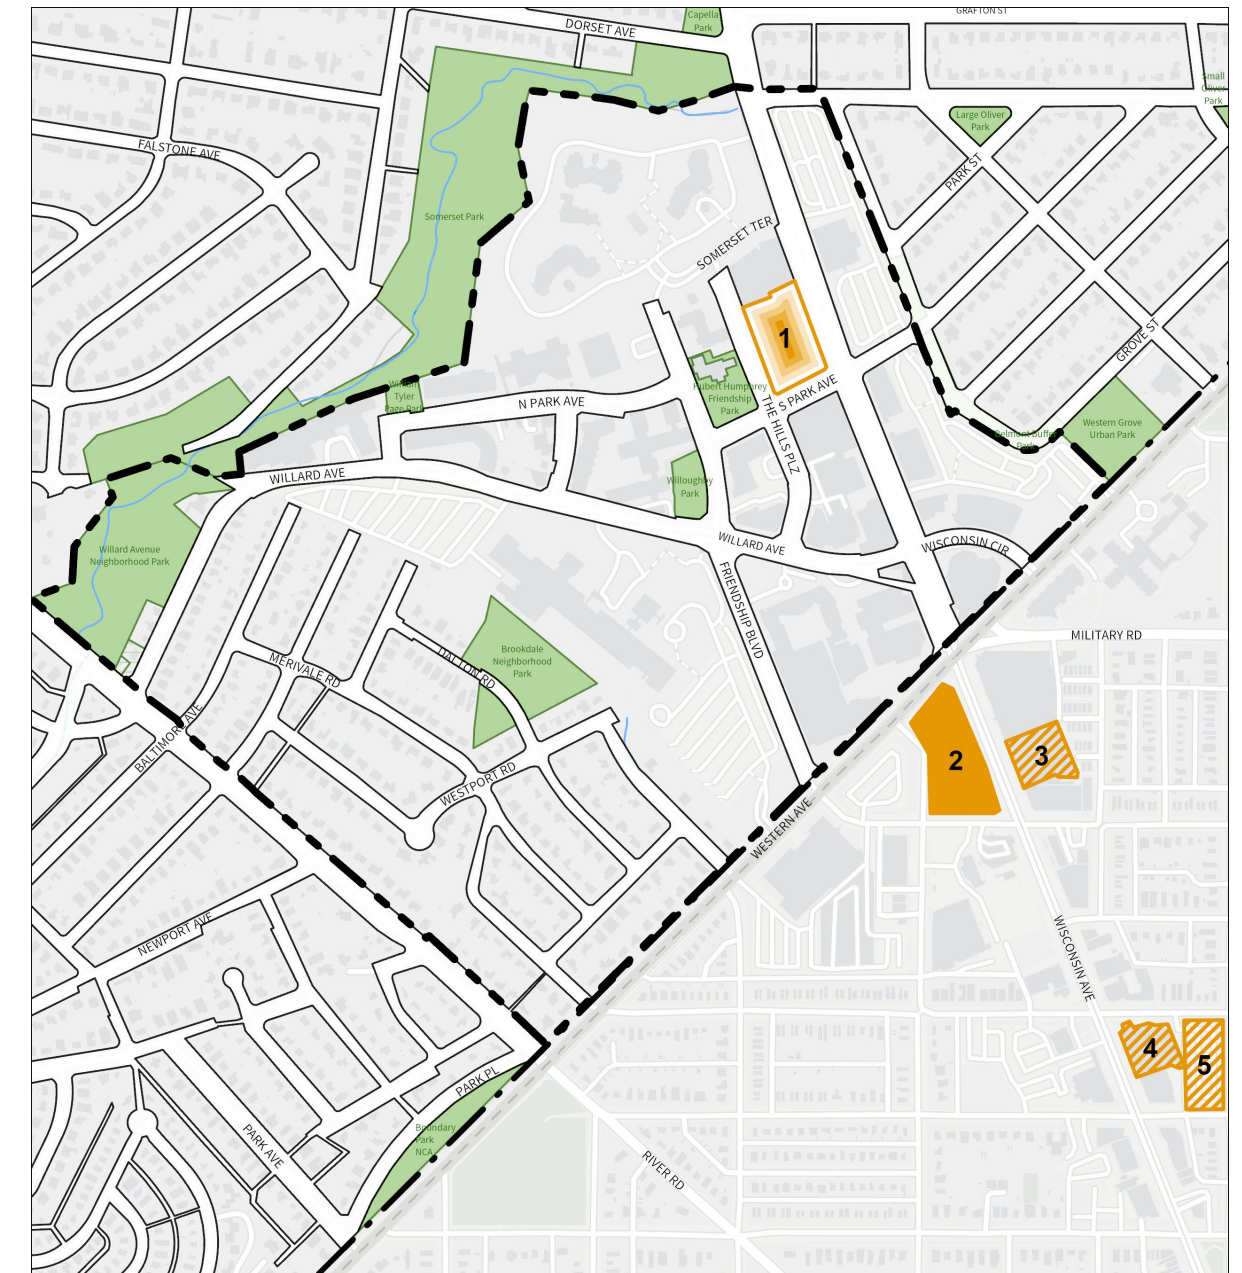 GRAFTON ST
Capella
Park
DORSET AVE
Small
Oliver
Park
Large Oliver
Park
FALSTONE AVE
PARK ST
Somerset Park
SOMERSET TER
1
GROVE ST
William
Tyler
Page Park
N PARK AVE
Hubert Humphrey
Friendship
Park
S PARK AVE
THE HILLS PLZ
Western Grove
Urban Park
Belmont Buffer
Park
WILLARD AVE
Willoughby
Park
WILLARD AVE
WISCONSIN CIR
Willard Avenue
Neighborhood Park
FRIENDSHIP BLVD
MILITARY RD
Brookdale
Neighborhood
Park
DALTON RD
MERIVALE RD
BALTIMORE AVE
2
3
WESTPORT RD
WESTERN AVE
NEWPORT AVE
WISCONSIN AVE
4
5
PARK PL
Boundary
Park
NCA
PARK AVE
RIVER RD